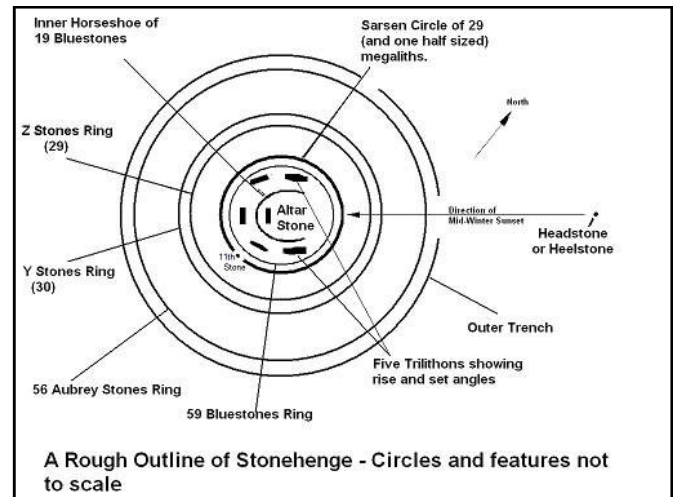 Inner Horseshoe of
19 Bluestones
Sarsen Circle of 29
(and one half sized)
megaliths.
North
Z Stones Ring
(29)
Altar
Stone
Direction of
Mid-Winter Sunset
Headstone
or Heelstone
11th
Stone
Y Stones Ring
(30)
Outer Trench
Five Trilithons showing
rise and set angles
56 Aubrey Stones Ring
59 Bluestones Ring
A Rough Outline of Stonehenge - Circles and features not
to scale